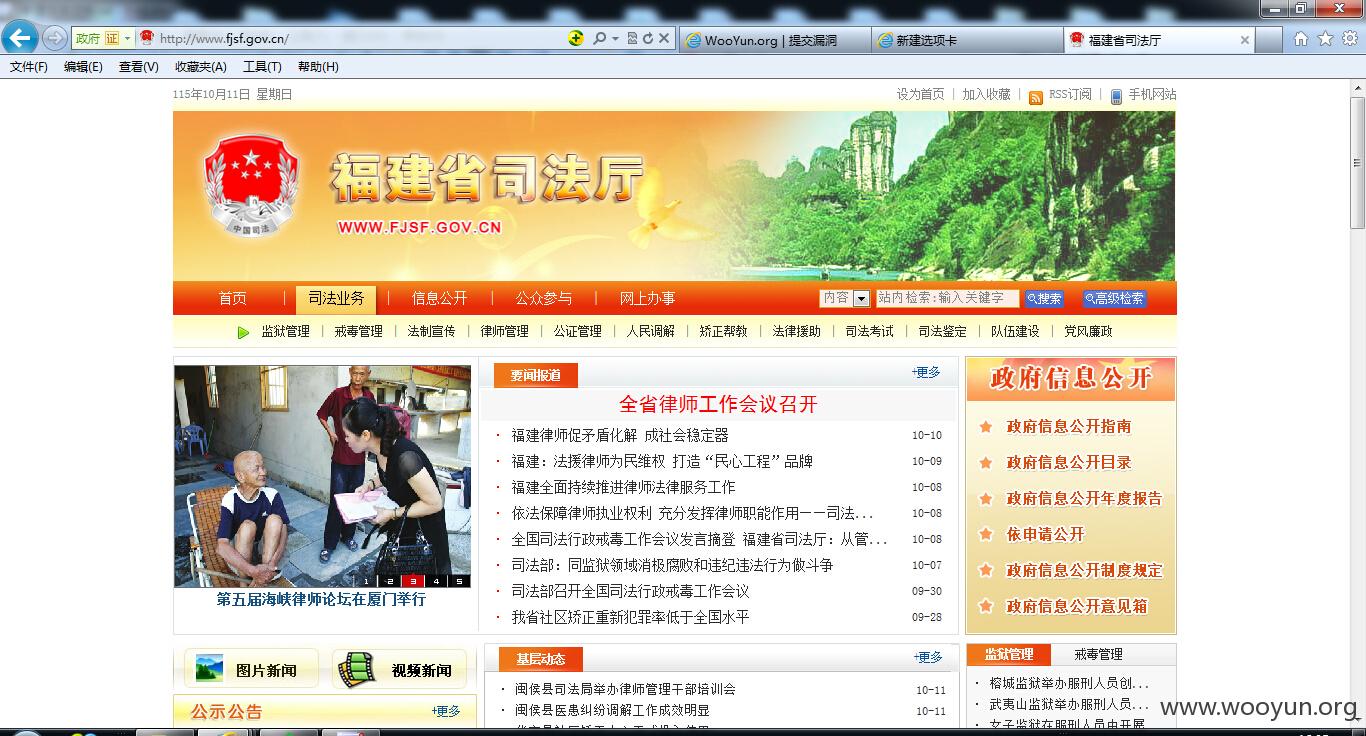 政府 证 http://www.fjsf.gov.cn/ WooYun.org | 提交漏洞 新建选项卡 福建省司法厅
文件(F) 编辑(E) 查看(V) 收藏夹(A) 工具(T) 帮助(H)
115年10月11日 星期日 设为首页 | 加入收藏 | RSS订阅 | 手机网站
中国司法
福建省司法厅
WWW.FJSF.GOV.CN
首页 | 司法业务 信息公开 | 公众参与 | 网上办事 内容 站内检索:输入关键字 搜索 高级检索
监狱管理 | 戒毒管理 | 法制宣传 | 律师管理 | 公证管理 | 人民调解 | 矫正帮教 | 法律援助 | 司法考试 | 司法鉴定 | 队伍建设 | 党风廉政
1 2 3 4 5
第五届海峡律师论坛在厦门举行
要闻报道 +更多
全省律师工作会议召开
· 福建律师促矛盾化解 成社会稳定器 10-10
· 福建：法援律师为民维权 打造“民心工程”品牌 10-09
· 福建全面持续推进律师法律服务工作 10-08
· 依法保障律师执业权利 充分发挥律师职能作用——司法... 10-08
· 全国司法行政戒毒工作会议发言摘登 福建省司法厅：从管... 10-08
· 司法部：同监狱领域消极腐败和违纪违法行为做斗争 10-07
· 司法部召开全国司法行政戒毒工作会议 09-30
· 我省社区矫正重新犯罪率低于全国水平 09-28
政府信息公开
政府信息公开指南
政府信息公开目录
政府信息公开年度报告
依申请公开
政府信息公开制度规定
政府信息公开意见箱
图片新闻 视频新闻
公示公告 +更多
基层动态 +更多
· 闽侯县司法局举办律师管理干部培训会 10-11
· 闽侯县医患纠纷调解工作成效明显 10-11
监狱管理 戒毒管理
· 榕城监狱举办服刑人员创...
· 武夷山监狱举办服刑人员...
· 女子监狱在服刑人员中开展
www.wooyun.org